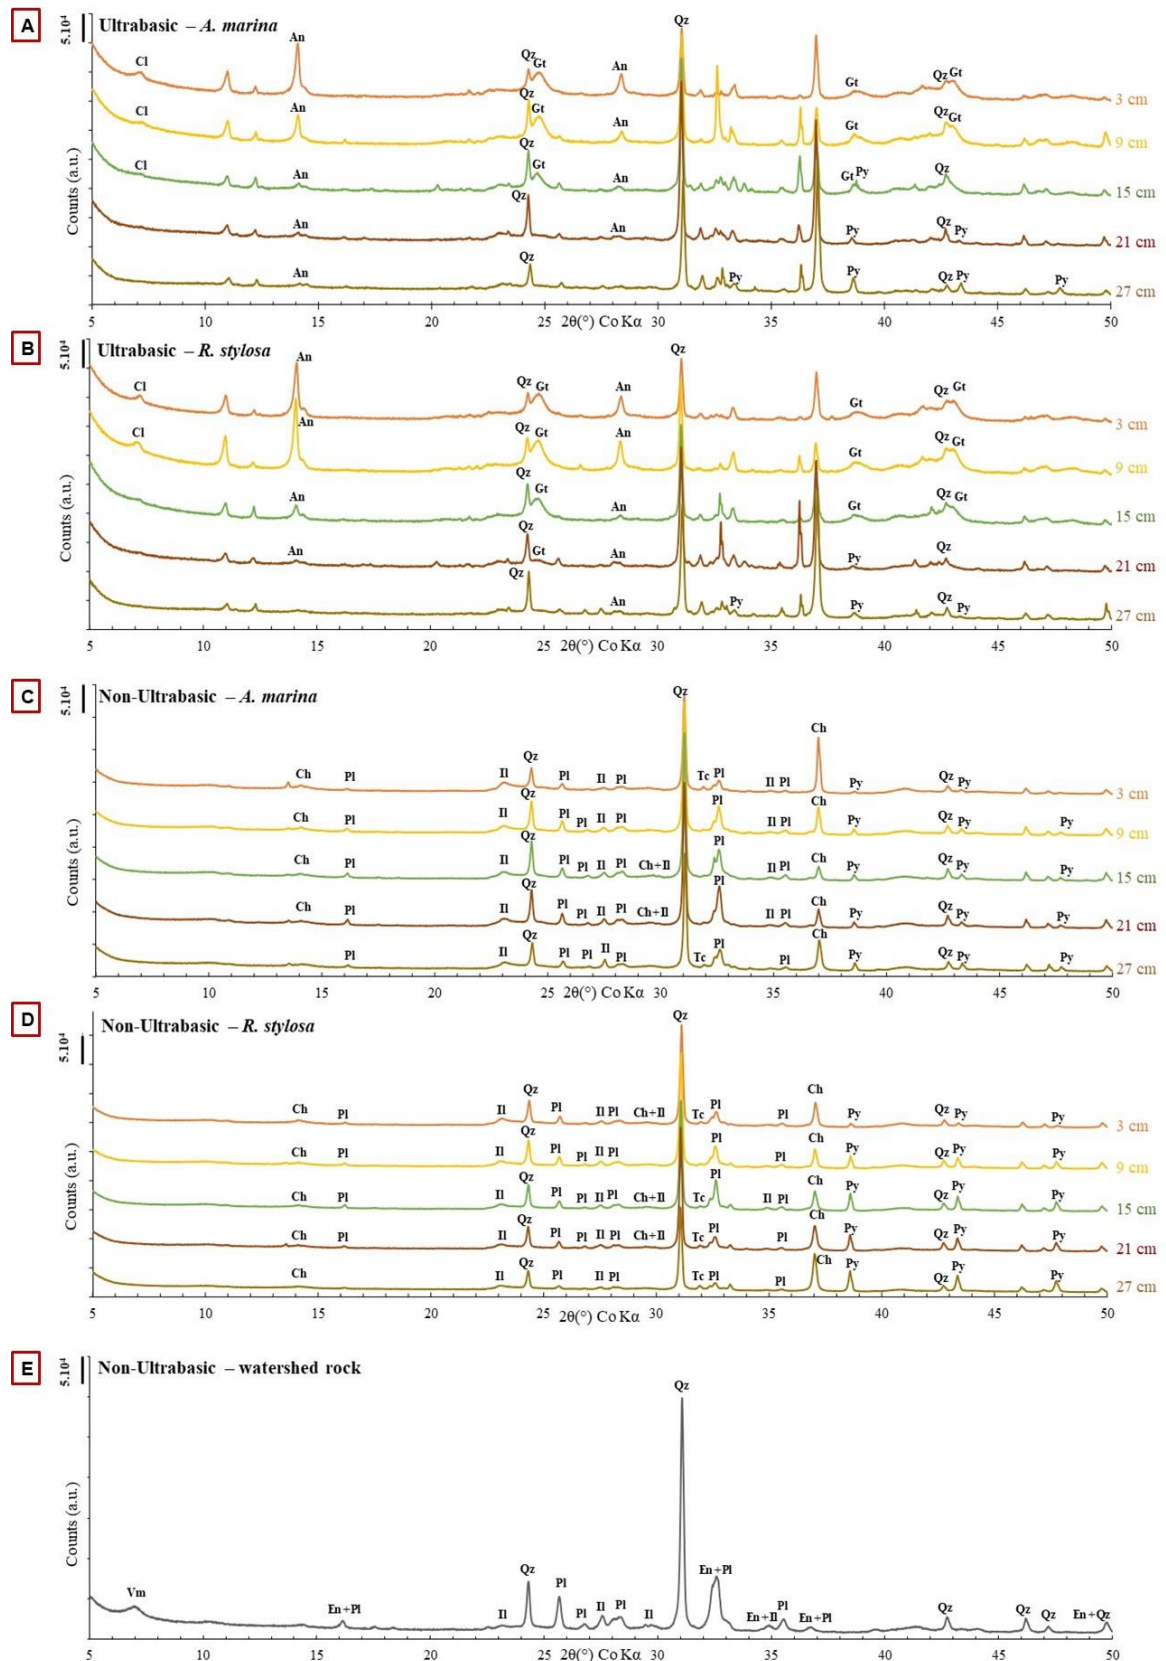 A
5.10⁴
Ultrabasic – A. marina
Qz
An
Qz
Cl
Gt
An
Gt
Qz Gt
3 cm
Cl
An
Qz
Gt
An
Gt
Qz Gt
9 cm
Cl
An
Qz
Gt
An
Gt Py
Qz
15 cm
An
Qz
An
Py
Qz Py
21 cm
An
Qz
Py
Py
Qz Py
Py
27 cm
Counts (a.u.)
5 10 15 20 25 2θ(°) Co Kα 30 35 40 45 50
B
5.10⁴
Ultrabasic – R. stylosa
An
Qz
Cl
Qz Gt
An
Gt
Qz Gt
3 cm
Cl
An
Qz
Gt
An
Gt
Qz Gt
9 cm
An
Qz
Gt
An
Gt
Qz Gt
15 cm
An
Qz
Gt
An
Py
Qz
21 cm
Qz
An
Py
Py
Qz
Py
27 cm
Counts (a.u.)
5 10 15 20 25 2θ(°) Co Kα 30 35 40 45 50
C
5.10⁴
Non-Ultrabasic – A. marina
Qz
Ch
Ch Pl Il Qz Pl Il Pl Tc Pl Il Pl Py Qz Py
3 cm
Ch Pl Il Qz Pl Pl Il Pl Pl Il Pl Ch Py Qz Py Py
9 cm
Ch Pl Il Qz Pl Pl Il Pl Ch+Il Pl Il Pl Ch Py Qz Py Py
15 cm
Ch Pl Il Qz Pl Pl Il Pl Ch+Il Pl Il Pl Ch Py Qz Py Py
21 cm
Pl Il Qz Pl Pl Il Pl Tc Pl Pl Ch Py Qz Py Py
27 cm
Counts (a.u.)
5 10 15 20 25 2θ(°) Co Kα 30 35 40 45 50
D
5.10⁴
Non-Ultrabasic – R. stylosa
Qz
Ch Pl Il Qz Pl Il Pl Ch+Il Tc Pl Pl Ch Py Qz Py Py
3 cm
Ch Pl Il Qz Pl Pl Il Pl Pl Pl Ch Py Qz Py Py
9 cm
Ch Pl Il Qz Pl Pl Il Pl Ch+Il Tc Pl Il Pl Ch Py Qz Py Py
15 cm
Ch Pl Il Qz Pl Pl Il Pl Ch+Il Tc Pl Pl Ch Py Qz Py Py
21 cm
Ch Il Qz Pl Il Pl Tc Pl Pl Ch Py Qz Py Py
27 cm
Counts (a.u.)
5 10 15 20 25 2θ(°) Co Kα 30 35 40 45 50
E
5.10⁴
Non-Ultrabasic – watershed rock
Qz
Vm En+Pl Il Qz Pl Pl Il Pl Il En+Pl En+Il Pl En+Pl Qz Qz Qz En+Qz
Counts (a.u.)
5 10 15 20 25 2θ(°) Co Kα 30 35 40 45 50